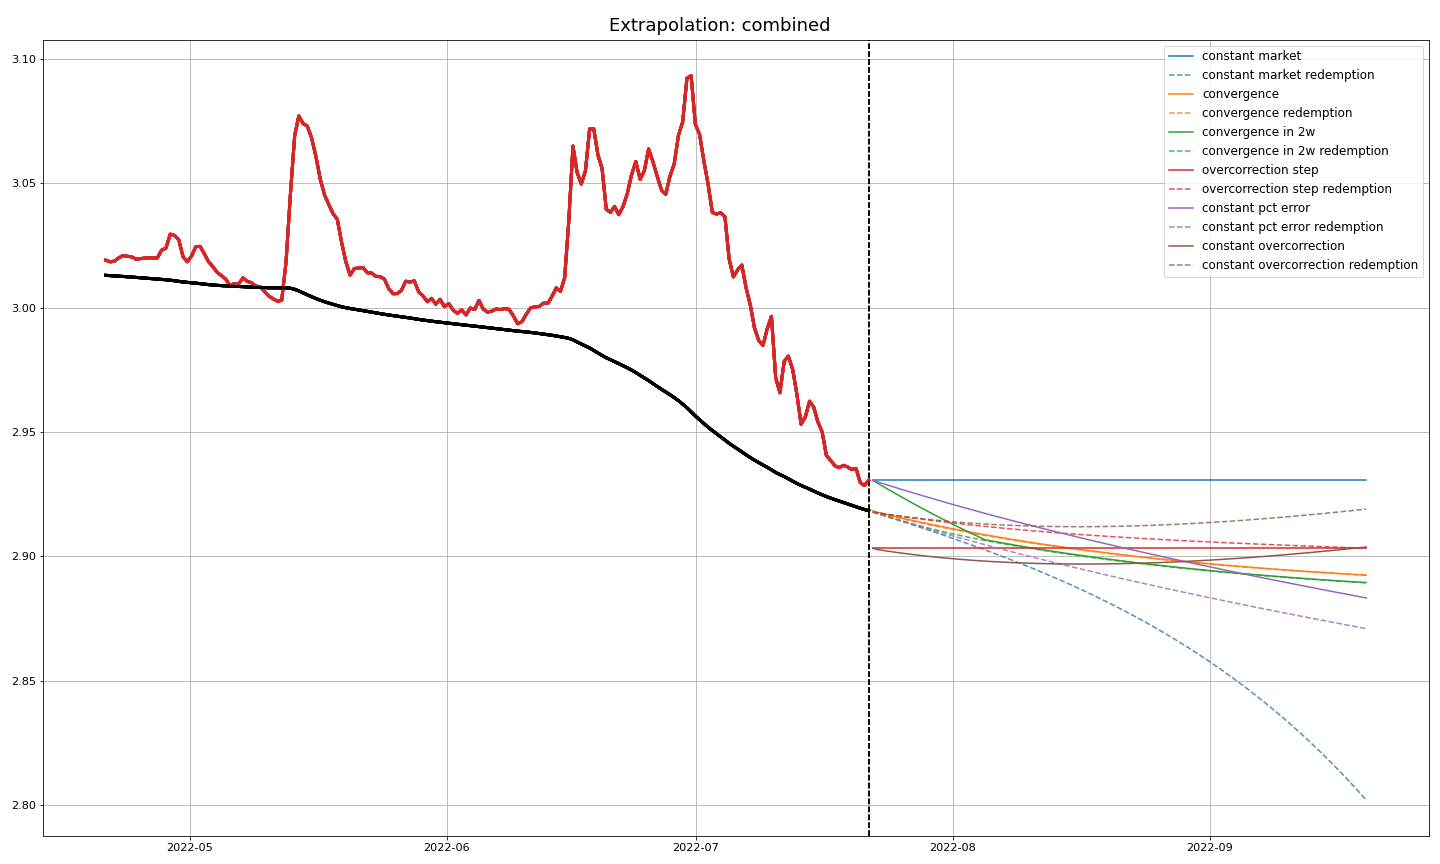 Extrapolation: combined
3.10
3.05
3.00
2.95
2.90
2.85
2.80
2022-05
2022-06
2022-07
2022-08
2022-09
constant market
constant market redemption
convergence
convergence redemption
convergence in 2w
convergence in 2w redemption
overcorrection step
overcorrection step redemption
constant pct error
constant pct error redemption
constant overcorrection
constant overcorrection redemption